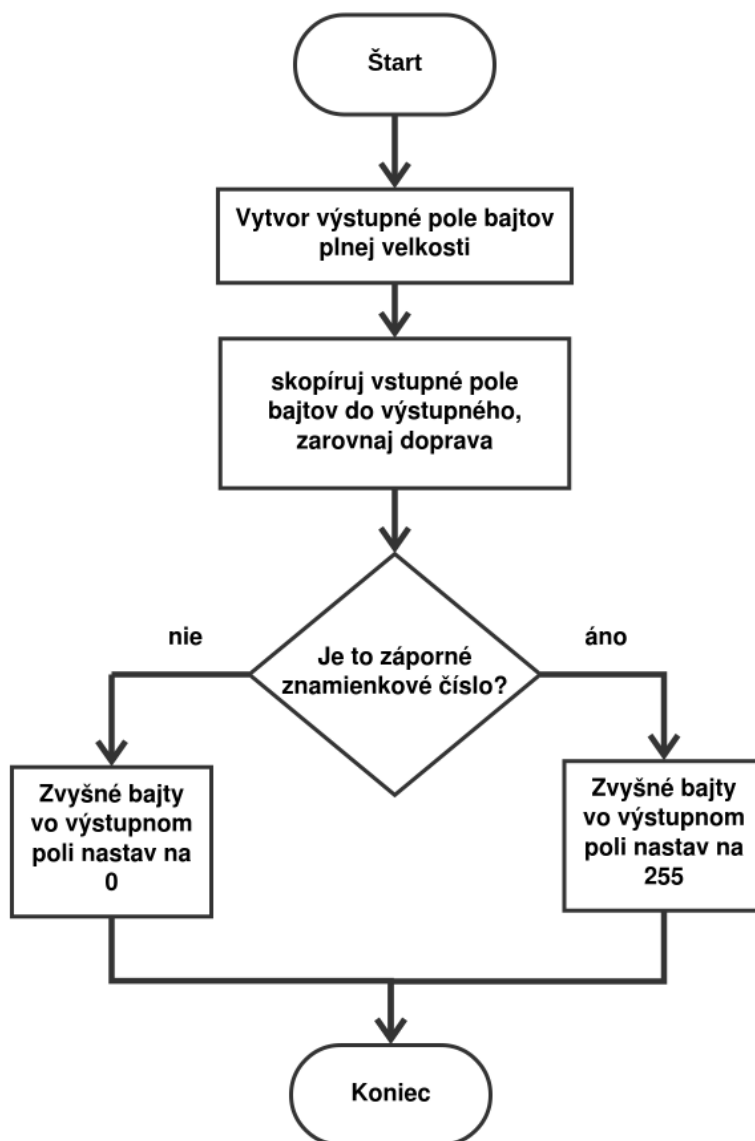 Štart
Vytvor výstupné pole bajtov
plnej velkosti
skopíruj vstupné pole
bajtov do výstupného,
zarovnaj doprava
nie
áno
Je to záporné
znamienkové číslo?
Zvyšné bajty
vo výstupnom
poli nastav na
0
Zvyšné bajty
vo výstupnom
poli nastav na
255
Koniec